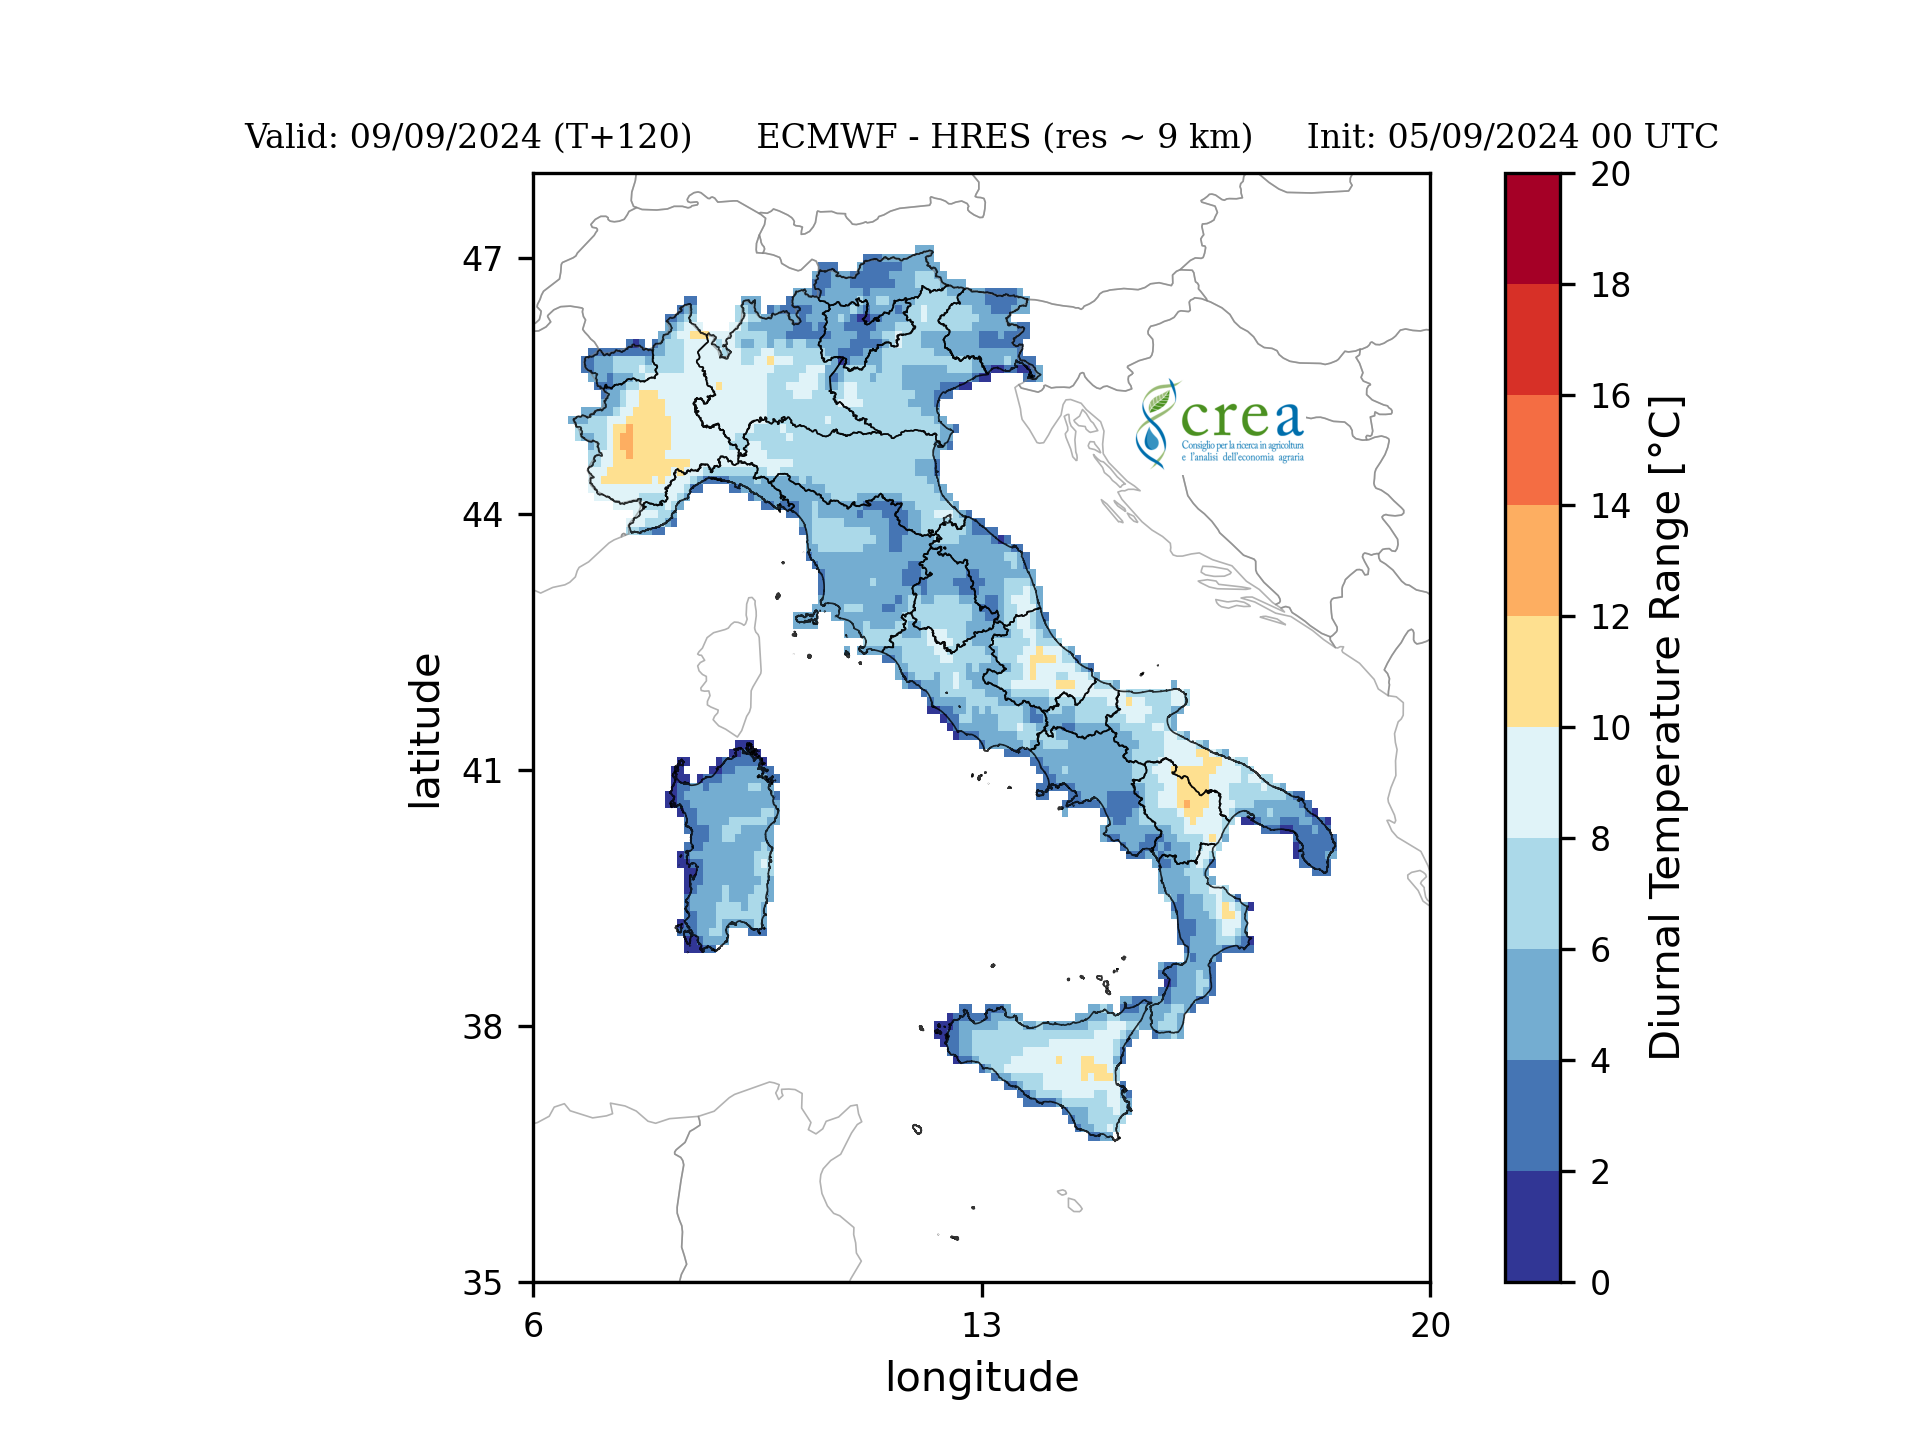 Valid: 09/09/2024 (T+120) ECMWF - HRES (res ~ 9 km) Init: 05/09/2024 00 UTC
47
44
41
38
35
6 13 20
latitude
longitude
crea
Consiglio per la ricerca in agricoltura
e l'analisi dell'economia agraria
20
18
16
14
12
10
8
6
4
2
0
Diurnal Temperature Range [°C]